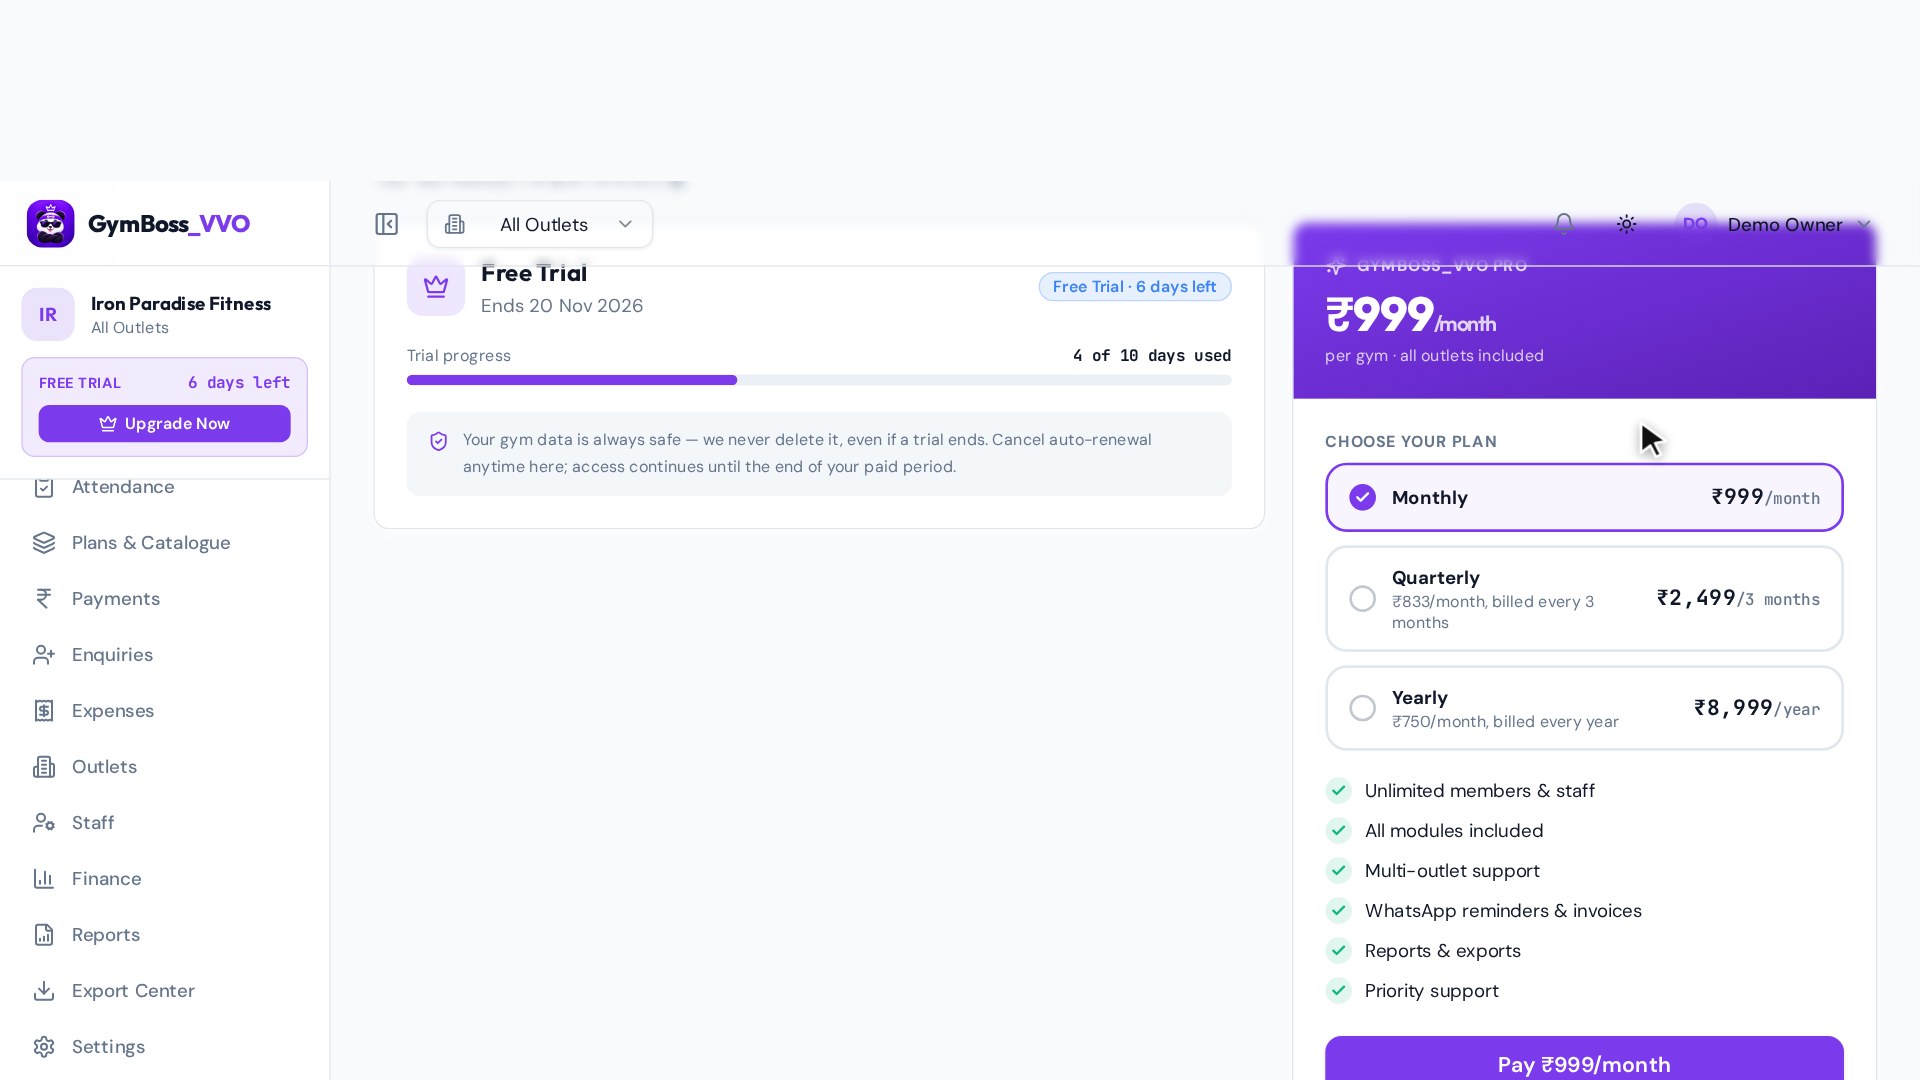 GymBoss_VVO
All Outlets
DO
Demo Owner
IR
Iron Paradise Fitness
All Outlets
FREE TRIAL
6 days left
Upgrade Now
Attendance
Plans & Catalogue
Payments
Enquiries
Expenses
Outlets
Staff
Finance
Reports
Export Center
Settings
Free Trial
Ends 20 Nov 2026
Free Trial · 6 days left
Trial progress
4 of 10 days used
Your gym data is always safe — we never delete it, even if a trial ends. Cancel auto-renewal
anytime here; access continues until the end of your paid period.
GYMBOSS_VVO PRO
₹999/month
per gym · all outlets included
CHOOSE YOUR PLAN
Monthly
₹999/month
Quarterly
₹833/month, billed every 3
months
₹2,499/3 months
Yearly
₹750/month, billed every year
₹8,999/year
Unlimited members & staff
All modules included
Multi-outlet support
WhatsApp reminders & invoices
Reports & exports
Priority support
Pay ₹999/month